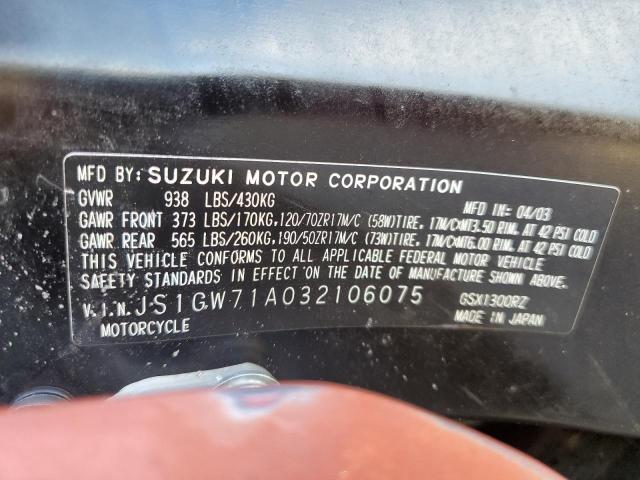 MFD BY: SUZUKI MOTOR CORPORATION
MFD IN 04/03
GVWR 938 LBS/430KG
GAWR FRONT 373 LBS/170KG, 120/70ZR17M/C (58W)TIRE, 17M/C×MT3.50 RIM. AT 42 PSI COLD
GAWR REAR 565 LBS/260KG, 190/50ZR17M/C (73W)TIRE, 17M/C×MT6.00 RIM. AT 42 PSI COLD
THIS VEHICLE CONFORMS TO ALL APPLICABLE FEDERAL MOTOR VEHICLE
SAFETY STANDARDS IN EFFECT ON THE DATE OF MANUFACTURE SHOWN ABOVE.
V.I.N. JS1GW71A032106075 GSX1300RZ
MOTORCYCLE MADE IN JAPAN